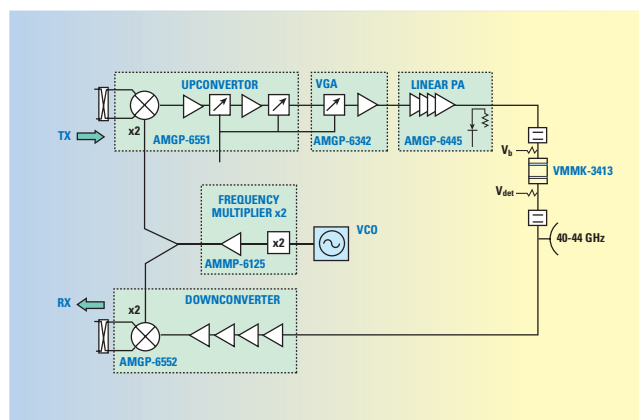 UPCONVERTOR
VGA
LINEAR PA
x2
TX
AMGP-6551
AMGP-6342
AMGP-6445
Vb
VMMK-3413
Vdet
FREQUENCY
MULTIPLIER x2
VCO
x2
40-44 GHz
AMMP-6125
RX
x2
DOWNCONVERTER
AMGP-6552